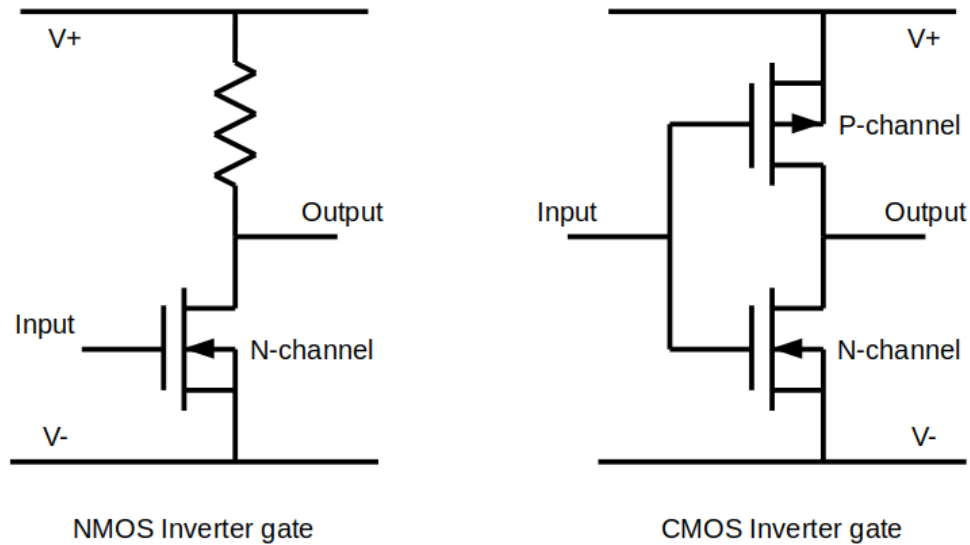 V+
Output
Input
N-channel
V-
NMOS Inverter gate
V+
P-channel
Input
Output
N-channel
V-
CMOS Inverter gate